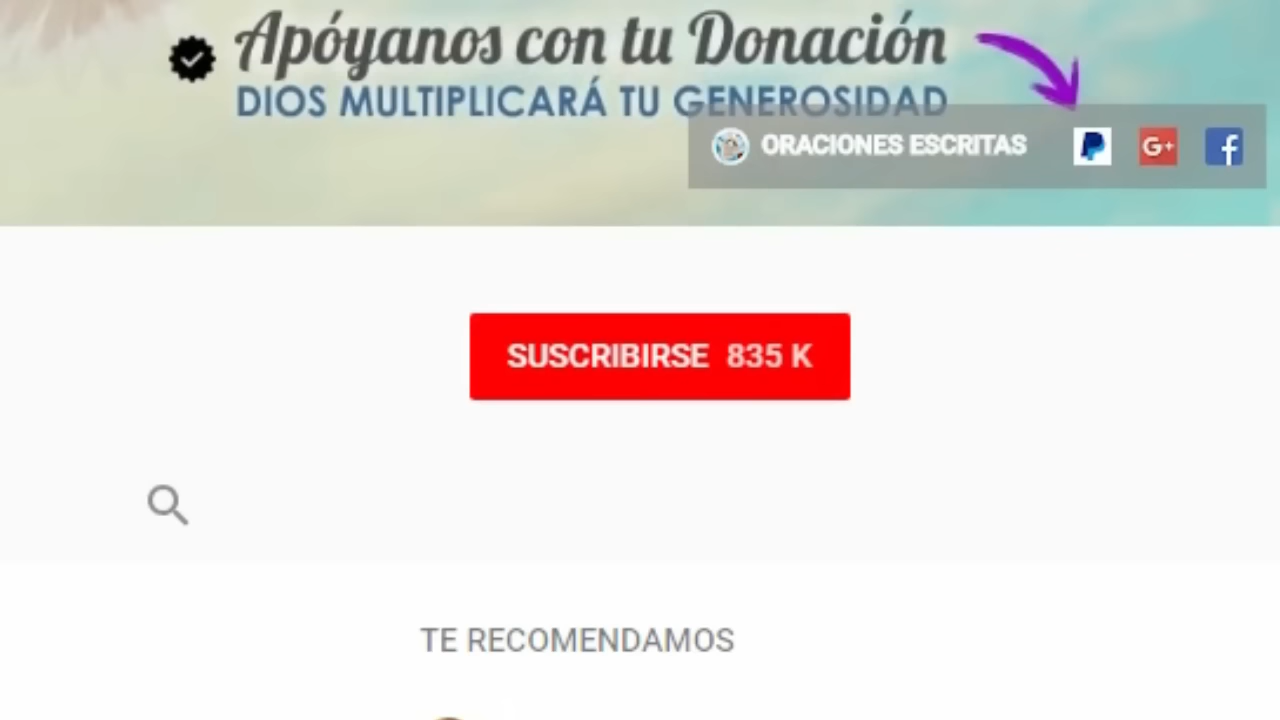 Apóyanos con tu Donación
DIOS MULTIPLICARÁ TU GENEROSIDAD
ORACIONES ESCRITAS
G+
SUSCRIBIRSE 835 K
TE RECOMENDAMOS